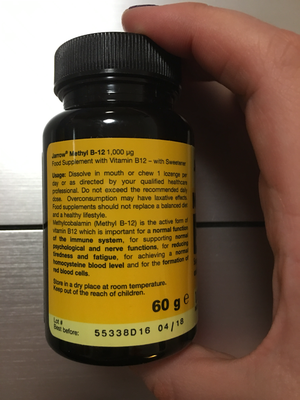 Jarrow® Methyl B-12 1,000 µg
Food Supplement with Vitamin B12 – with Sweetener
Usage: Dissolve in mouth or chew 1 lozenge per
day or as directed by your qualified healthcare
professional. Do not exceed the recommended daily
dose. Overconsumption may have laxative effects.
Food supplements should not replace a balanced diet
and a healthy lifestyle.
Methylcobalamin (Methyl B-12) is the active form of
vitamin B12 which is important for a normal function
of the immune system, for supporting normal
psychological and nerve functions, for reducing
tiredness and fatigue, for achieving a normal
homocysteine blood level and for the formation of
red blood cells.
Store in a dry place at room temperature.
Keep out of the reach of children.
60 g e
Lot #
Best before: 55338D16 04/18